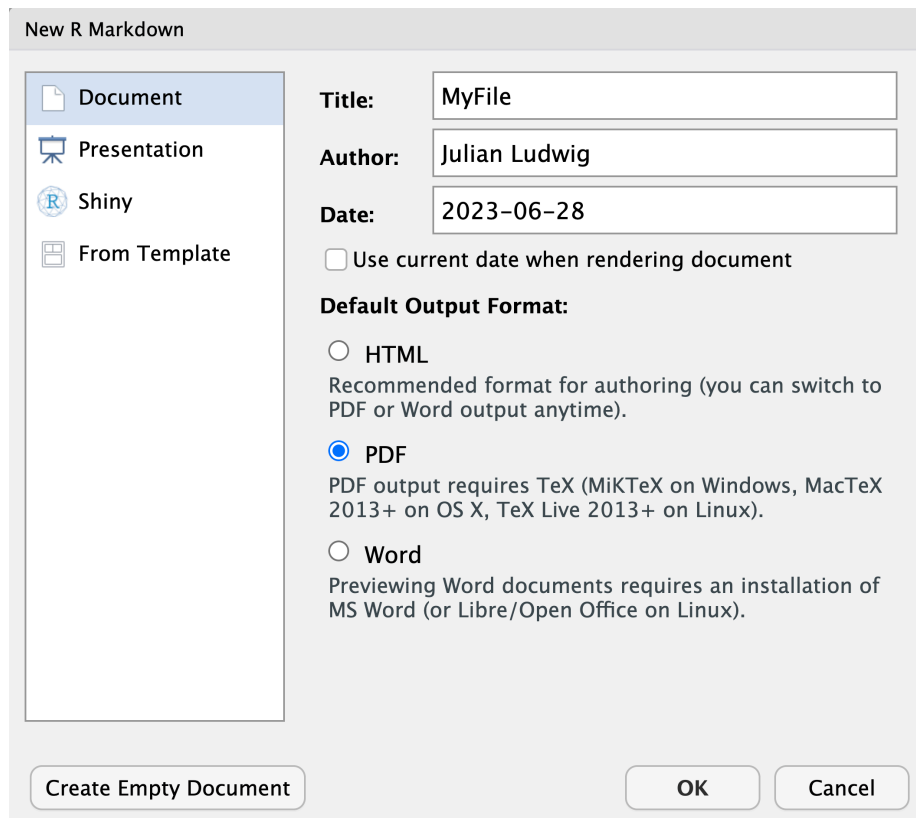 New R Markdown
Document
Presentation
R Shiny
From Template
Title: MyFile
Author: Julian Ludwig
Date: 2023-06-28
Use current date when rendering document
Default Output Format:
HTML
Recommended format for authoring (you can switch to
PDF or Word output anytime).
PDF
PDF output requires TeX (MiKTeX on Windows, MacTeX
2013+ on OS X, TeX Live 2013+ on Linux).
Word
Previewing Word documents requires an installation of
MS Word (or Libre/Open Office on Linux).
Create Empty Document OK Cancel